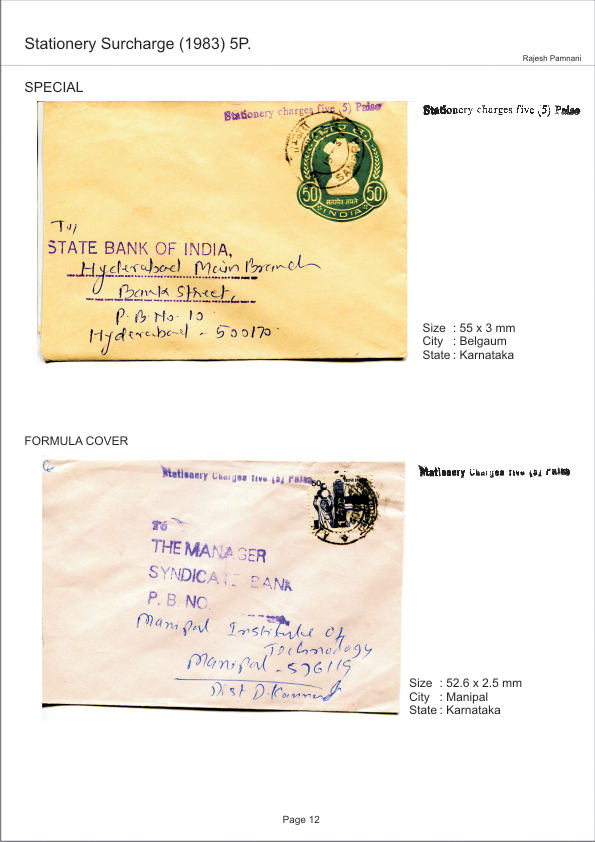 Stationery Surcharge (1983) 5P.
Rajesh Pamnani
SPECIAL
Stationery charges five (5) Paise
Stationery charges five (5) Paise
50 50
सत्यमेव जयते
INDIA
To,
STATE BANK OF INDIA,
Hyderabad Main Branch
Bank Street,
P.B. No. 10
Hyderabad - 500170
Size : 55 x 3 mm
City : Belgaum
State : Karnataka
FORMULA COVER
Stationery Charges five (5) Paise
Stationery Charges five (5) Paise
50
To
THE MANAGER
SYNDICATE BANK
P. B. NO.
Manipal Institute of
Technology
Manipal - 576119
Dist D. Kannad
Size : 52.6 x 2.5 mm
City : Manipal
State : Karnataka
Page 12